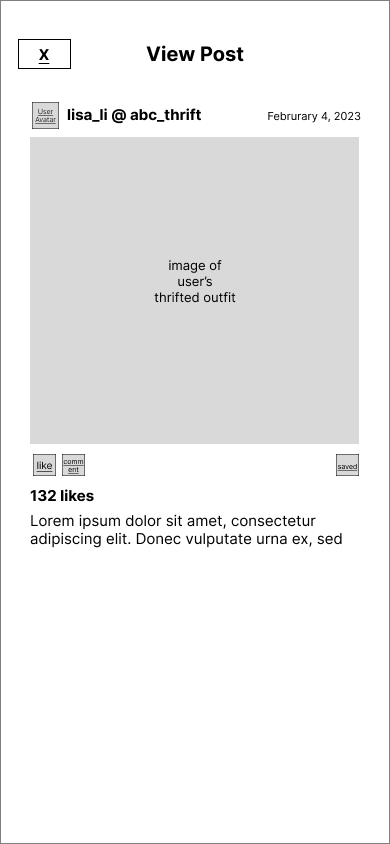 X
View Post
User
Avatar
lisa_li @ abc_thrift
Februrary 4, 2023
image of
user’s
thrifted outfit
like
comm
ent
saved
132 likes
Lorem ipsum dolor sit amet, consectetur
adipiscing elit. Donec vulputate urna ex, sed